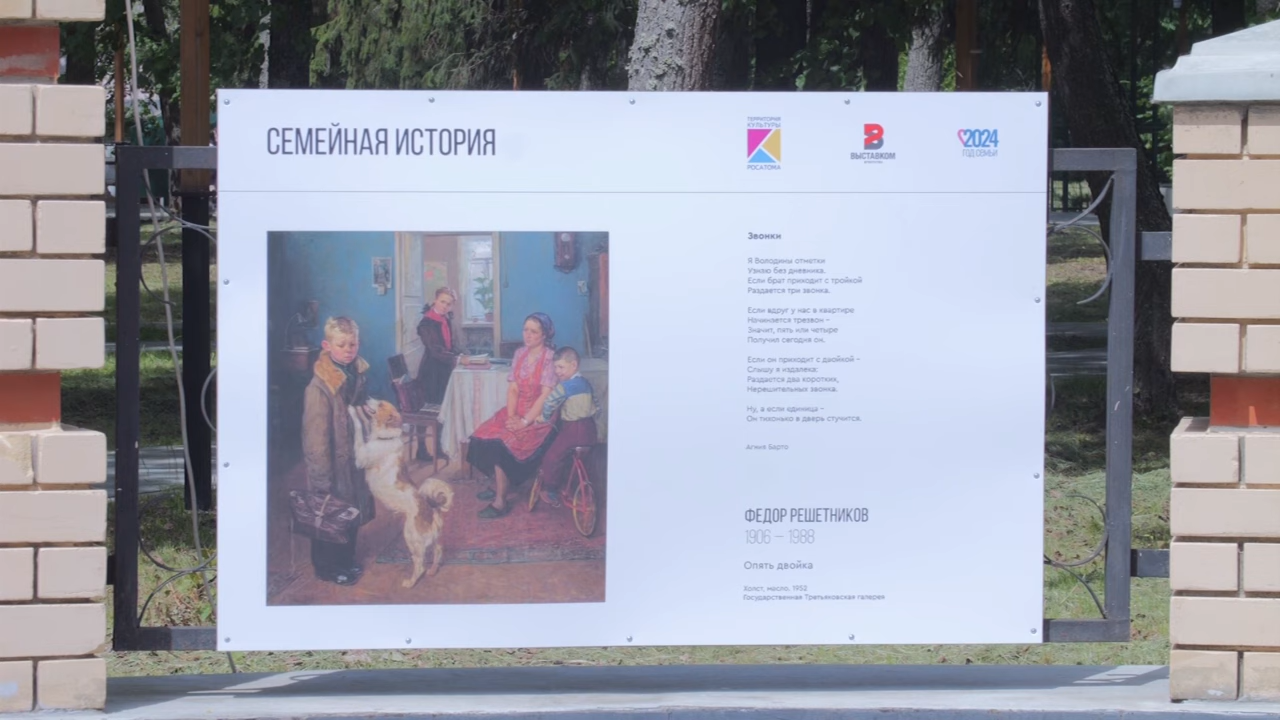 СЕМЕЙНАЯ ИСТОРИЯ
ТЕРРИТОРИЯ
КУЛЬТУРЫ
РОСАТОМА
ВЫСТАВКОМ
2024
ГОД СЕМЬИ
Звонки
Я Володины отметки
Узнаю без дневника.
Если брат приходит с тройкой
Раздается три звонка.
Если вдруг у нас в квартире
Начинается трезвон –
Значит, пять или четыре
Получил сегодня он.
Если он приходит с двойкой –
Слышу я издалека:
Раздается два коротких,
Нерешительных звонка.
Ну, а если единица –
Он тихонько в дверь стучится.
Агния Барто
ФЕДОР РЕШЕТНИКОВ
1906 – 1988
Опять двойка
Холст, масло. 1952
Государственная Третьяковская галерея